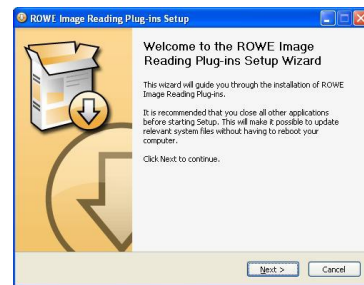 ROWE Image Reading Plug-ins Setup
Welcome to the ROWE Image
Reading Plug-ins Setup Wizard
This wizard will guide you through the installation of ROWE
Image Reading Plug-ins.
It is recommended that you close all other applications
before starting Setup. This will make it possible to update
relevant system files without having to reboot your
computer.
Click Next to continue.
Next >
Cancel